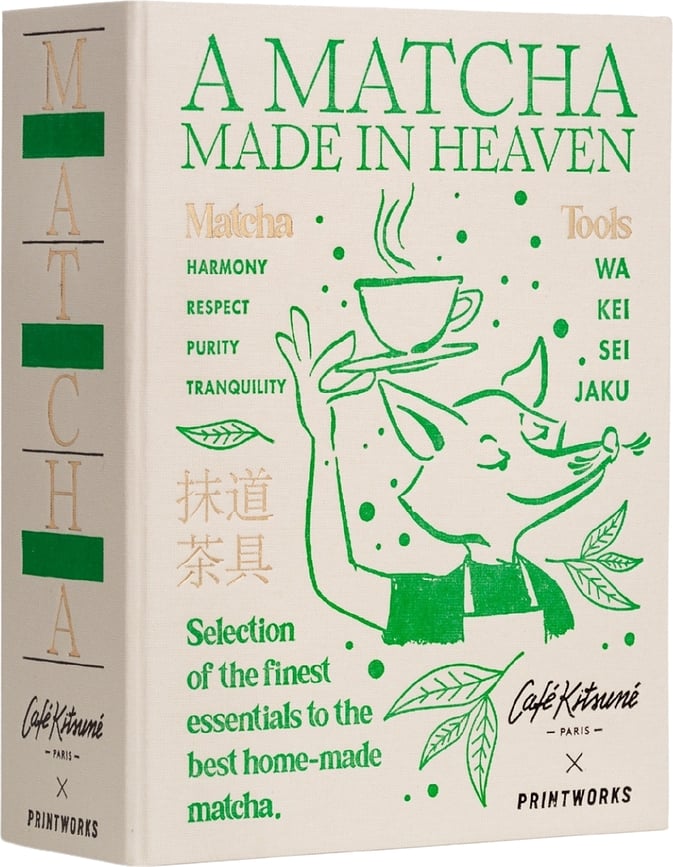 M
A
T
C
H
A
Café Kitsuné
– PARIS –
X
PRINTWORKS
A MATCHA
MADE IN HEAVEN
Matcha
HARMONY
RESPECT
PURITY
TRANQUILITY
Tools
WA
KEI
SEI
JAKU
抹道
茶具
Selection
of the finest
essentials to the
best home-made
matcha.
Café Kitsuné
– PARIS –
X
PRINTWORKS